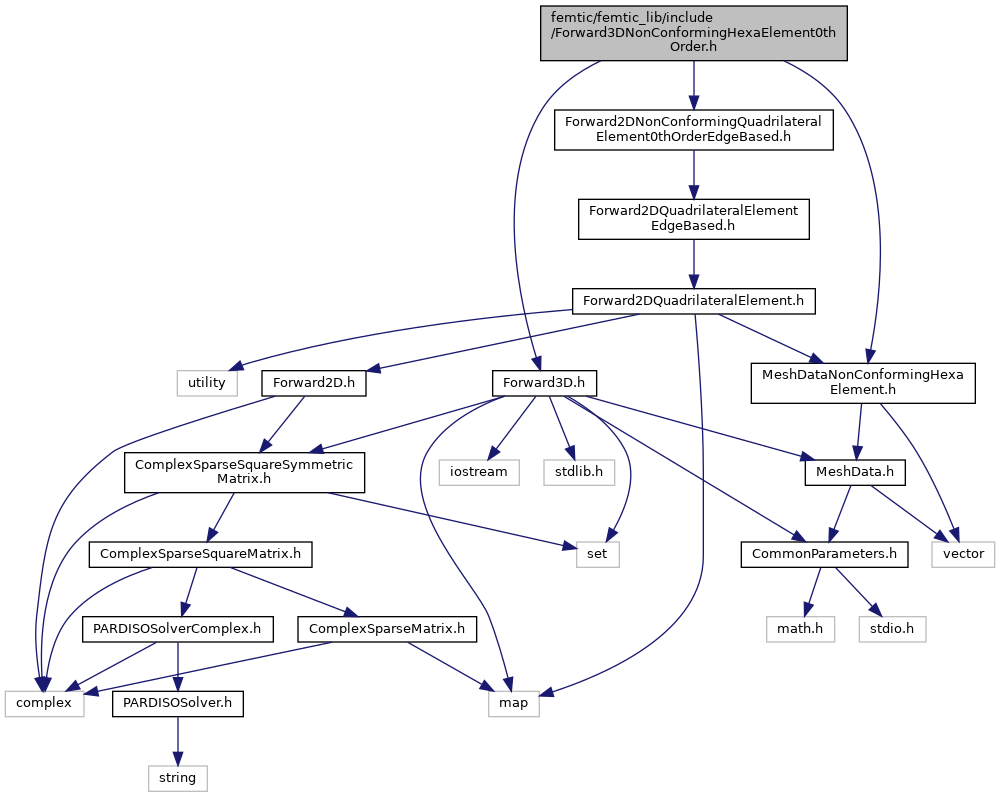 femtic/femtic_lib/include
/Forward3DNonConformingHexaElement0th
Order.h
Forward2DNonConformingQuadrilateral
Element0thOrderEdgeBased.h
Forward2DQuadrilateralElement
EdgeBased.h
Forward2DQuadrilateralElement.h
utility
Forward2D.h
Forward3D.h
MeshDataNonConformingHexa
Element.h
ComplexSparseSquareSymmetric
Matrix.h
iostream
stdlib.h
MeshData.h
ComplexSparseSquareMatrix.h
set
CommonParameters.h
vector
PARDISOSolverComplex.h
ComplexSparseMatrix.h
math.h
stdio.h
complex
PARDISOSolver.h
map
string